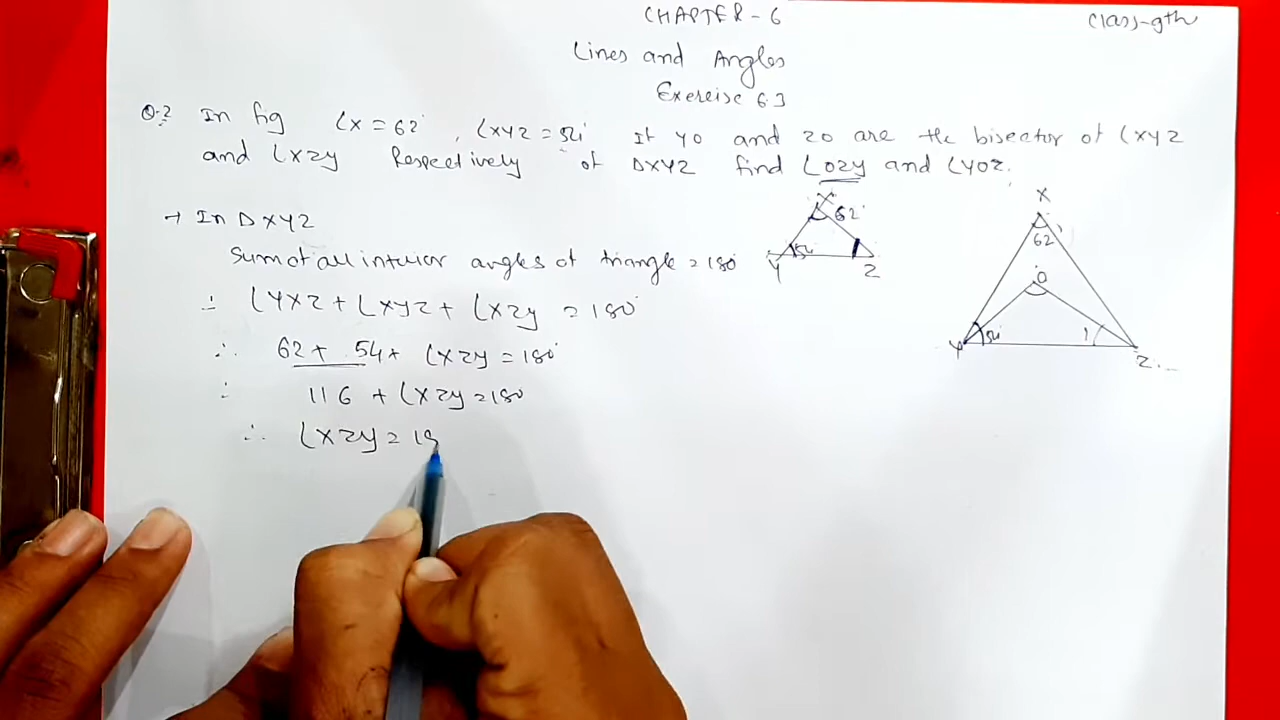 CHAPTER - 6
Class-9th
Lines and Angles
Exercise 6.3
Q.2 In fig ∠X = 62°, ∠XYZ = 54° If YO and ZO are the bisector of ∠XYZ
and ∠XZY Respectively of ΔXYZ find ∠OZY and ∠YOZ.
→ In Δ XYZ
Sum of all interior angles of triangle = 180
∴ ∠YXZ + ∠XYZ + ∠XZY = 180°
∴ 62 + 54 + ∠XZY = 180°
∴ 116 + ∠XZY = 180
∴ ∠XZY = 18
X
62°
54
Y
Z
X
62
O
54
Y
Z